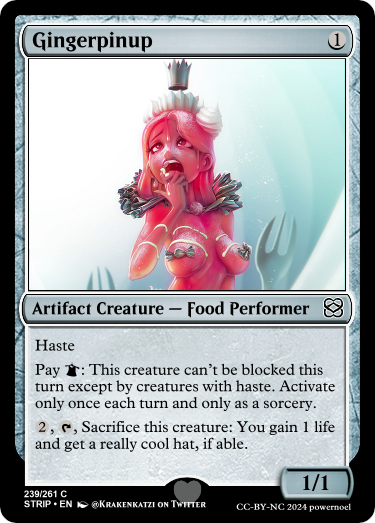 Gingerpinup
1
Artifact Creature — Food Performer
Haste
Pay : This creature can't be blocked this
turn except by creatures with haste. Activate
only once each turn and only as a sorcery.
2 , , Sacrifice this creature: You gain 1 life
and get a really cool hat, if able.
1/1
239/261 C
STRIP • EN @KRAKENKATZI ON TWITTER
CC-BY-NC 2024 powernoel